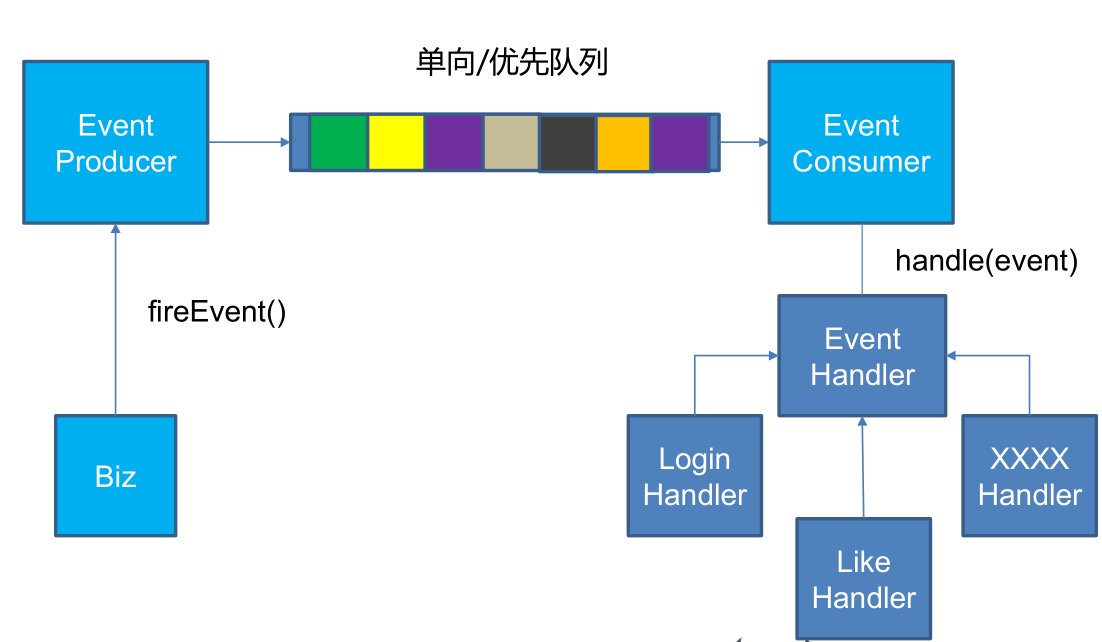 单向/优先队列
Event
Producer
Event
Consumer
handle(event)
fireEvent()
Event
Handler
Biz
Login
Handler
XXXX
Handler
Like
Handler